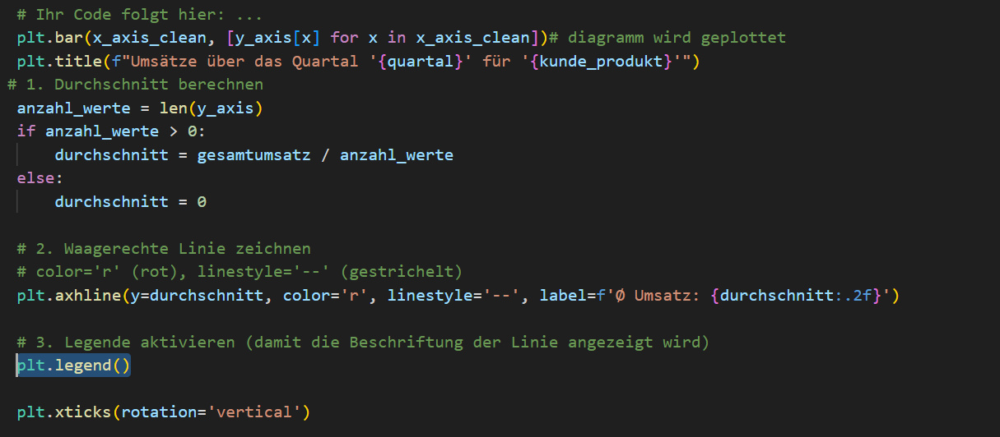 # Ihr Code folgt hier: ...
plt.bar(x_axis_clean, [y_axis[x] for x in x_axis_clean])# diagramm wird geplottet
plt.title(f"Umsätze über das Quartal '{quartal}' für '{kunde_produkt}'")
# 1. Durchschnitt berechnen
anzahl_werte = len(y_axis)
if anzahl_werte > 0:
    durchschnitt = gesamtumsatz / anzahl_werte
else:
    durchschnitt = 0
# 2. Waagerechte Linie zeichnen
# color='r' (rot), linestyle='--' (gestrichelt)
plt.axhline(y=durchschnitt, color='r', linestyle='--', label=f'Ø Umsatz: {durchschnitt:.2f}')
# 3. Legende aktivieren (damit die Beschriftung der Linie angezeigt wird)
plt.legend()
plt.xticks(rotation='vertical')